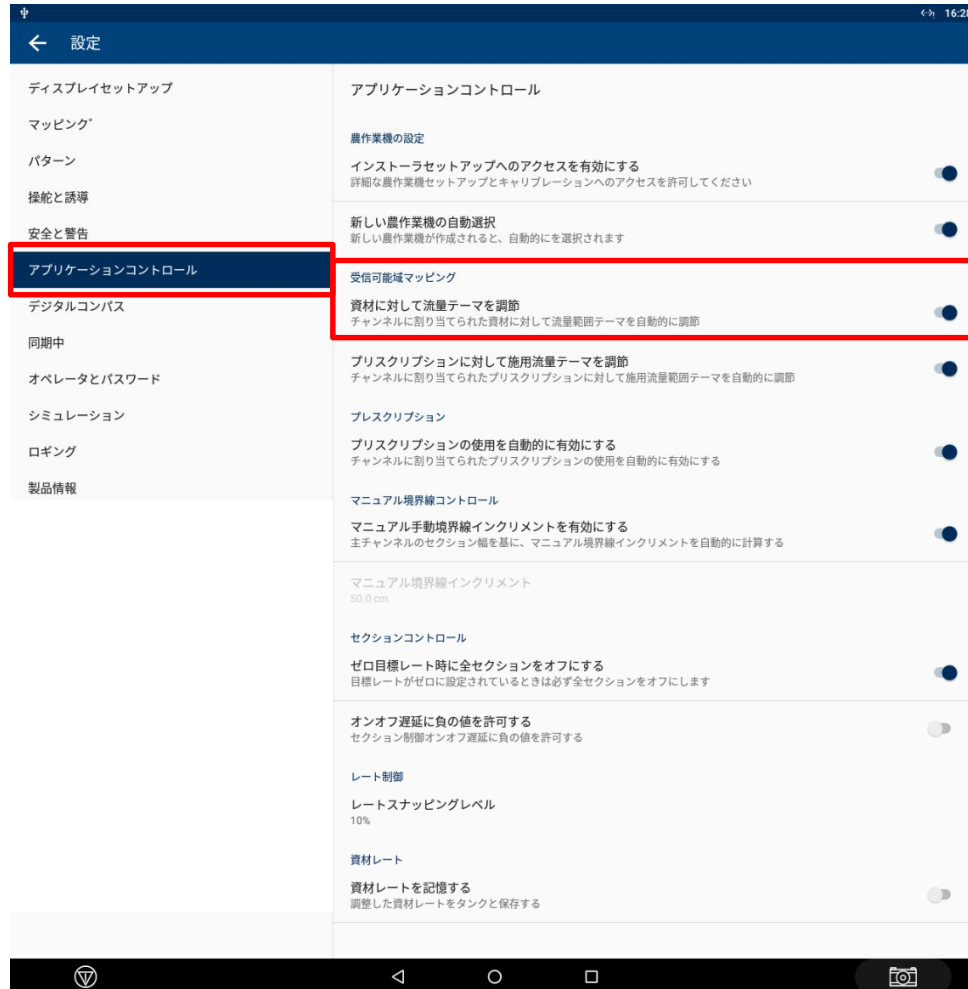 16:28
設定
ディスプレイセットアップ
マッピング
パターン
操舵と誘導
安全と警告
アプリケーションコントロール
デジタルコンパス
同期中
オペレータとパスワード
シミュレーション
ロギング
製品情報
アプリケーションコントロール
農作業機の設定
インストーラセットアップへのアクセスを有効にする
詳細な農作業機セットアップとキャリブレーションへのアクセスを許可してください
新しい農作業機の自動選択
新しい農作業機が作成されると、自動的にを選択されます
受信可能域マッピング
資材に対して流量テーマを調節
チャンネルに割り当てられた資材に対して流量範囲テーマを自動的に調節
プリスクリプションに対して施用流量テーマを調節
チャンネルに割り当てられたプリスクリプションに対して施用流量範囲テーマを自動的に調節
プレスクリプション
プリスクリプションの使用を自動的に有効にする
チャンネルに割り当てられたプリスクリプションの使用を自動的に有効にする
マニュアル境界線コントロール
マニュアル手動境界線インクリメントを有効にする
主チャンネルのセクション幅を基に、マニュアル境界線インクリメントを自動的に計算する
マニュアル境界線インクリメント
50.0 cm
セクションコントロール
ゼロ目標レート時に全セクションをオフにする
目標レートがゼロに設定されているときは必ず全セクションをオフにします
オンオフ遅延に負の値を許可する
セクション制御オンオフ遅延に負の値を許可する
レート制御
レートスナッピングレベル
10%
資材レート
資材レートを記憶する
調整した資材レートをタンクと保存する